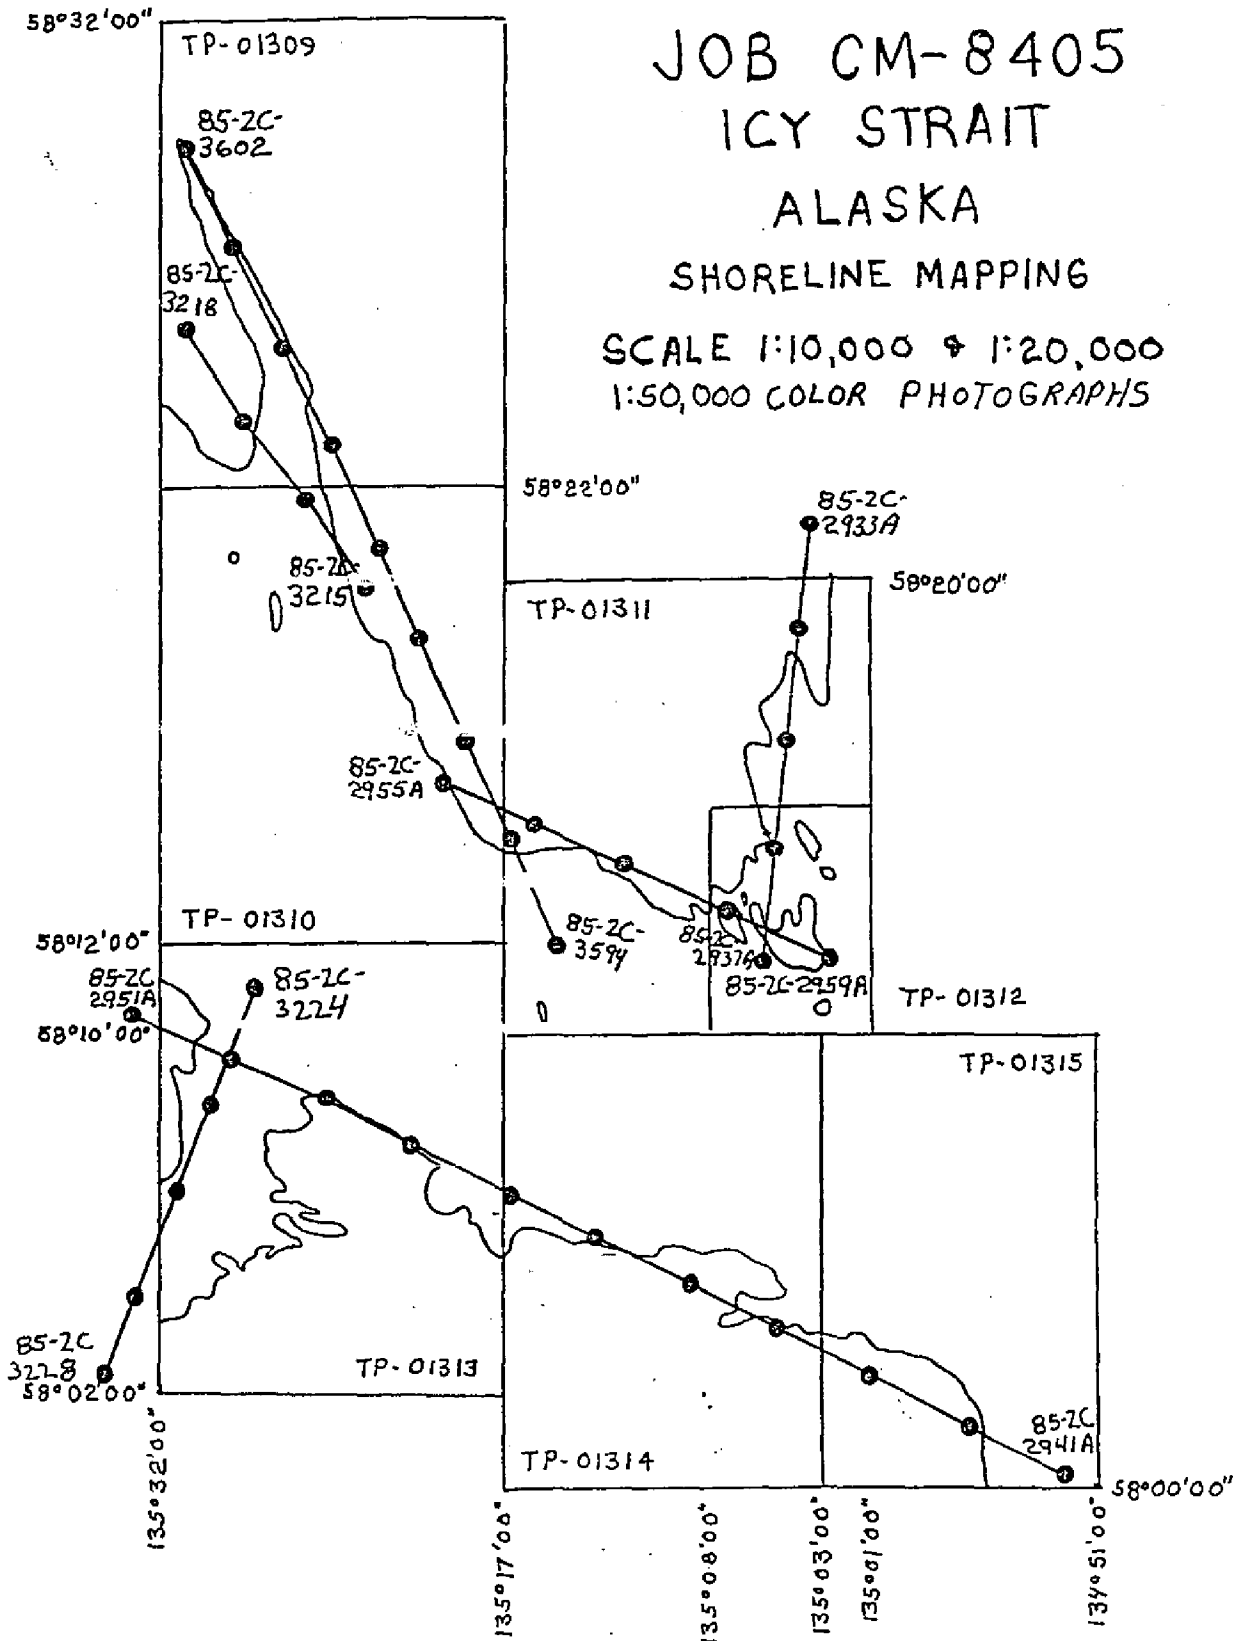 58°32'00"
TP-01309
JOB CM-8405
ICY STRAIT
ALASKA
SHORELINE MAPPING
SCALE 1:10,000 & 1:20,000
1:50,000 COLOR PHOTOGRAPHS
85-2C-
3602
85-2C-
3218
58°22'00"
85-2C-
2933A
85-2C-
3215
TP-01311
58°20'00"
85-2C-
2955A
TP-01310
58°12'00"
85-2C-
3594
85-2C-
2937A
85-2C-2959A
TP-01312
85-2C
2951A
85-2C-
3224
58°10'00"
TP-01315
85-2C
3228
58°02'00"
TP-01313
TP-01314
85-2C
2941A
58°00'00"
135°32'00"
135°17'00"
135°08'00"
135°03'00"
135°01'00"
134°51'00"